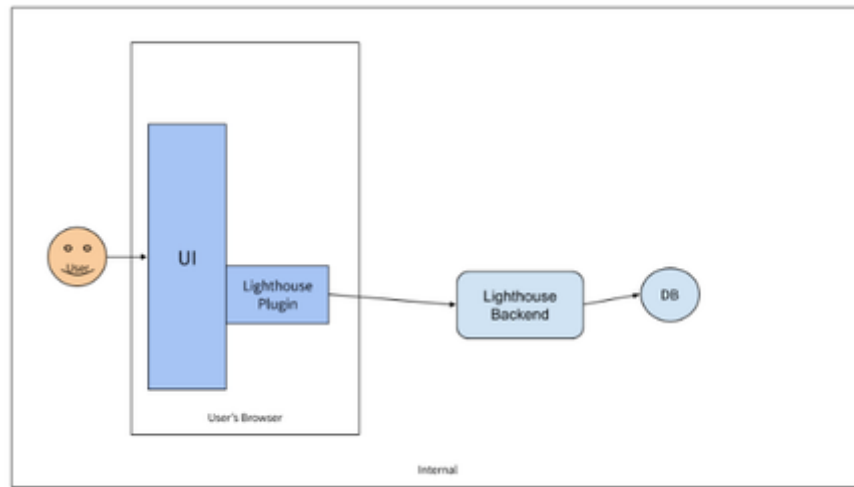 User
UI
Lighthouse
Plugin
Lighthouse
Backend
DB
User's Browser
Internal